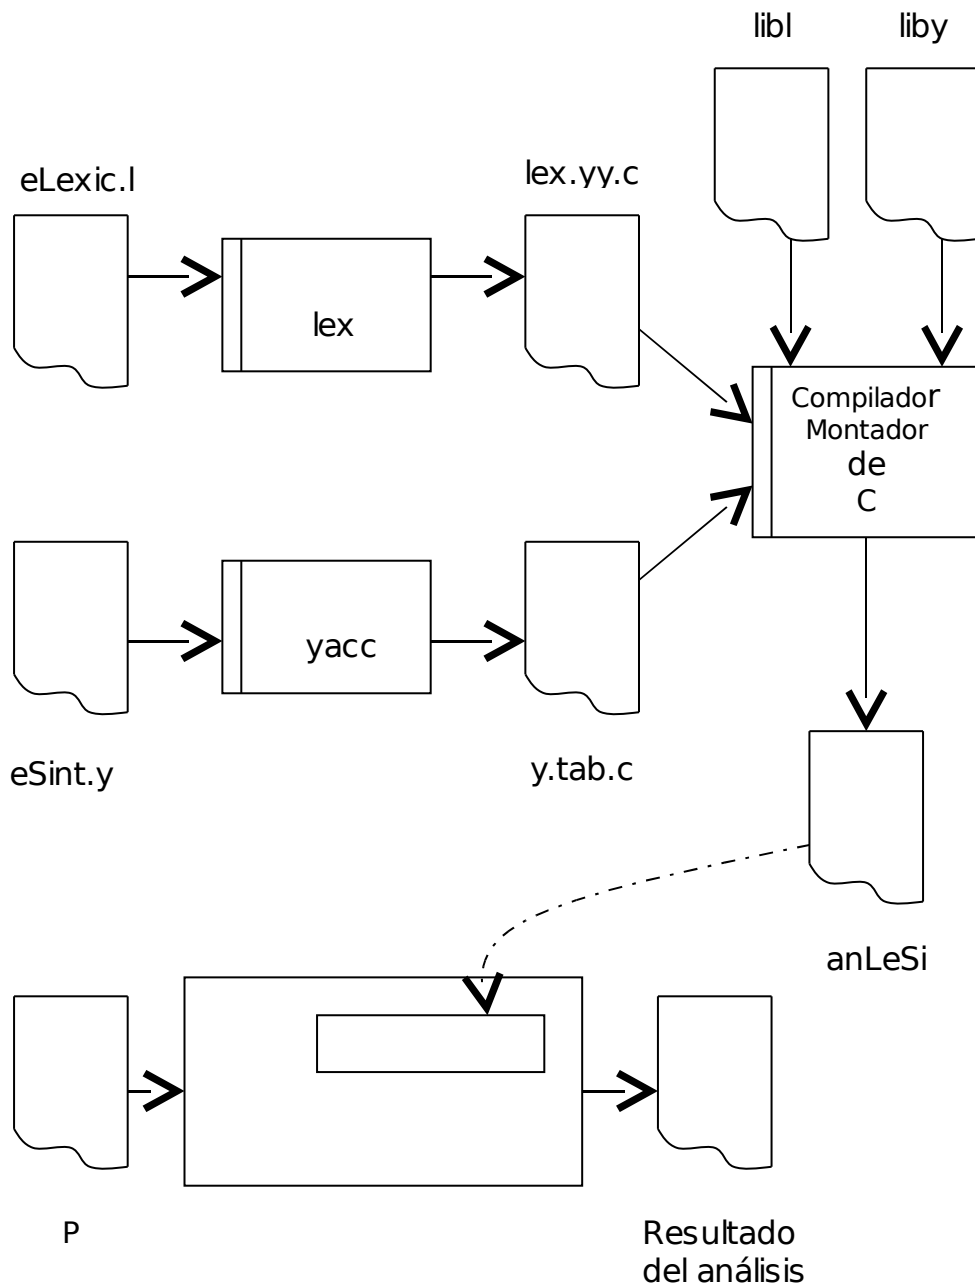 libl
liby
eLexic.l
lex.yy.c
lex
Compilador
Montador
de
C
yacc
eSint.y
y.tab.c
anLeSi
P
Resultado
del análisis